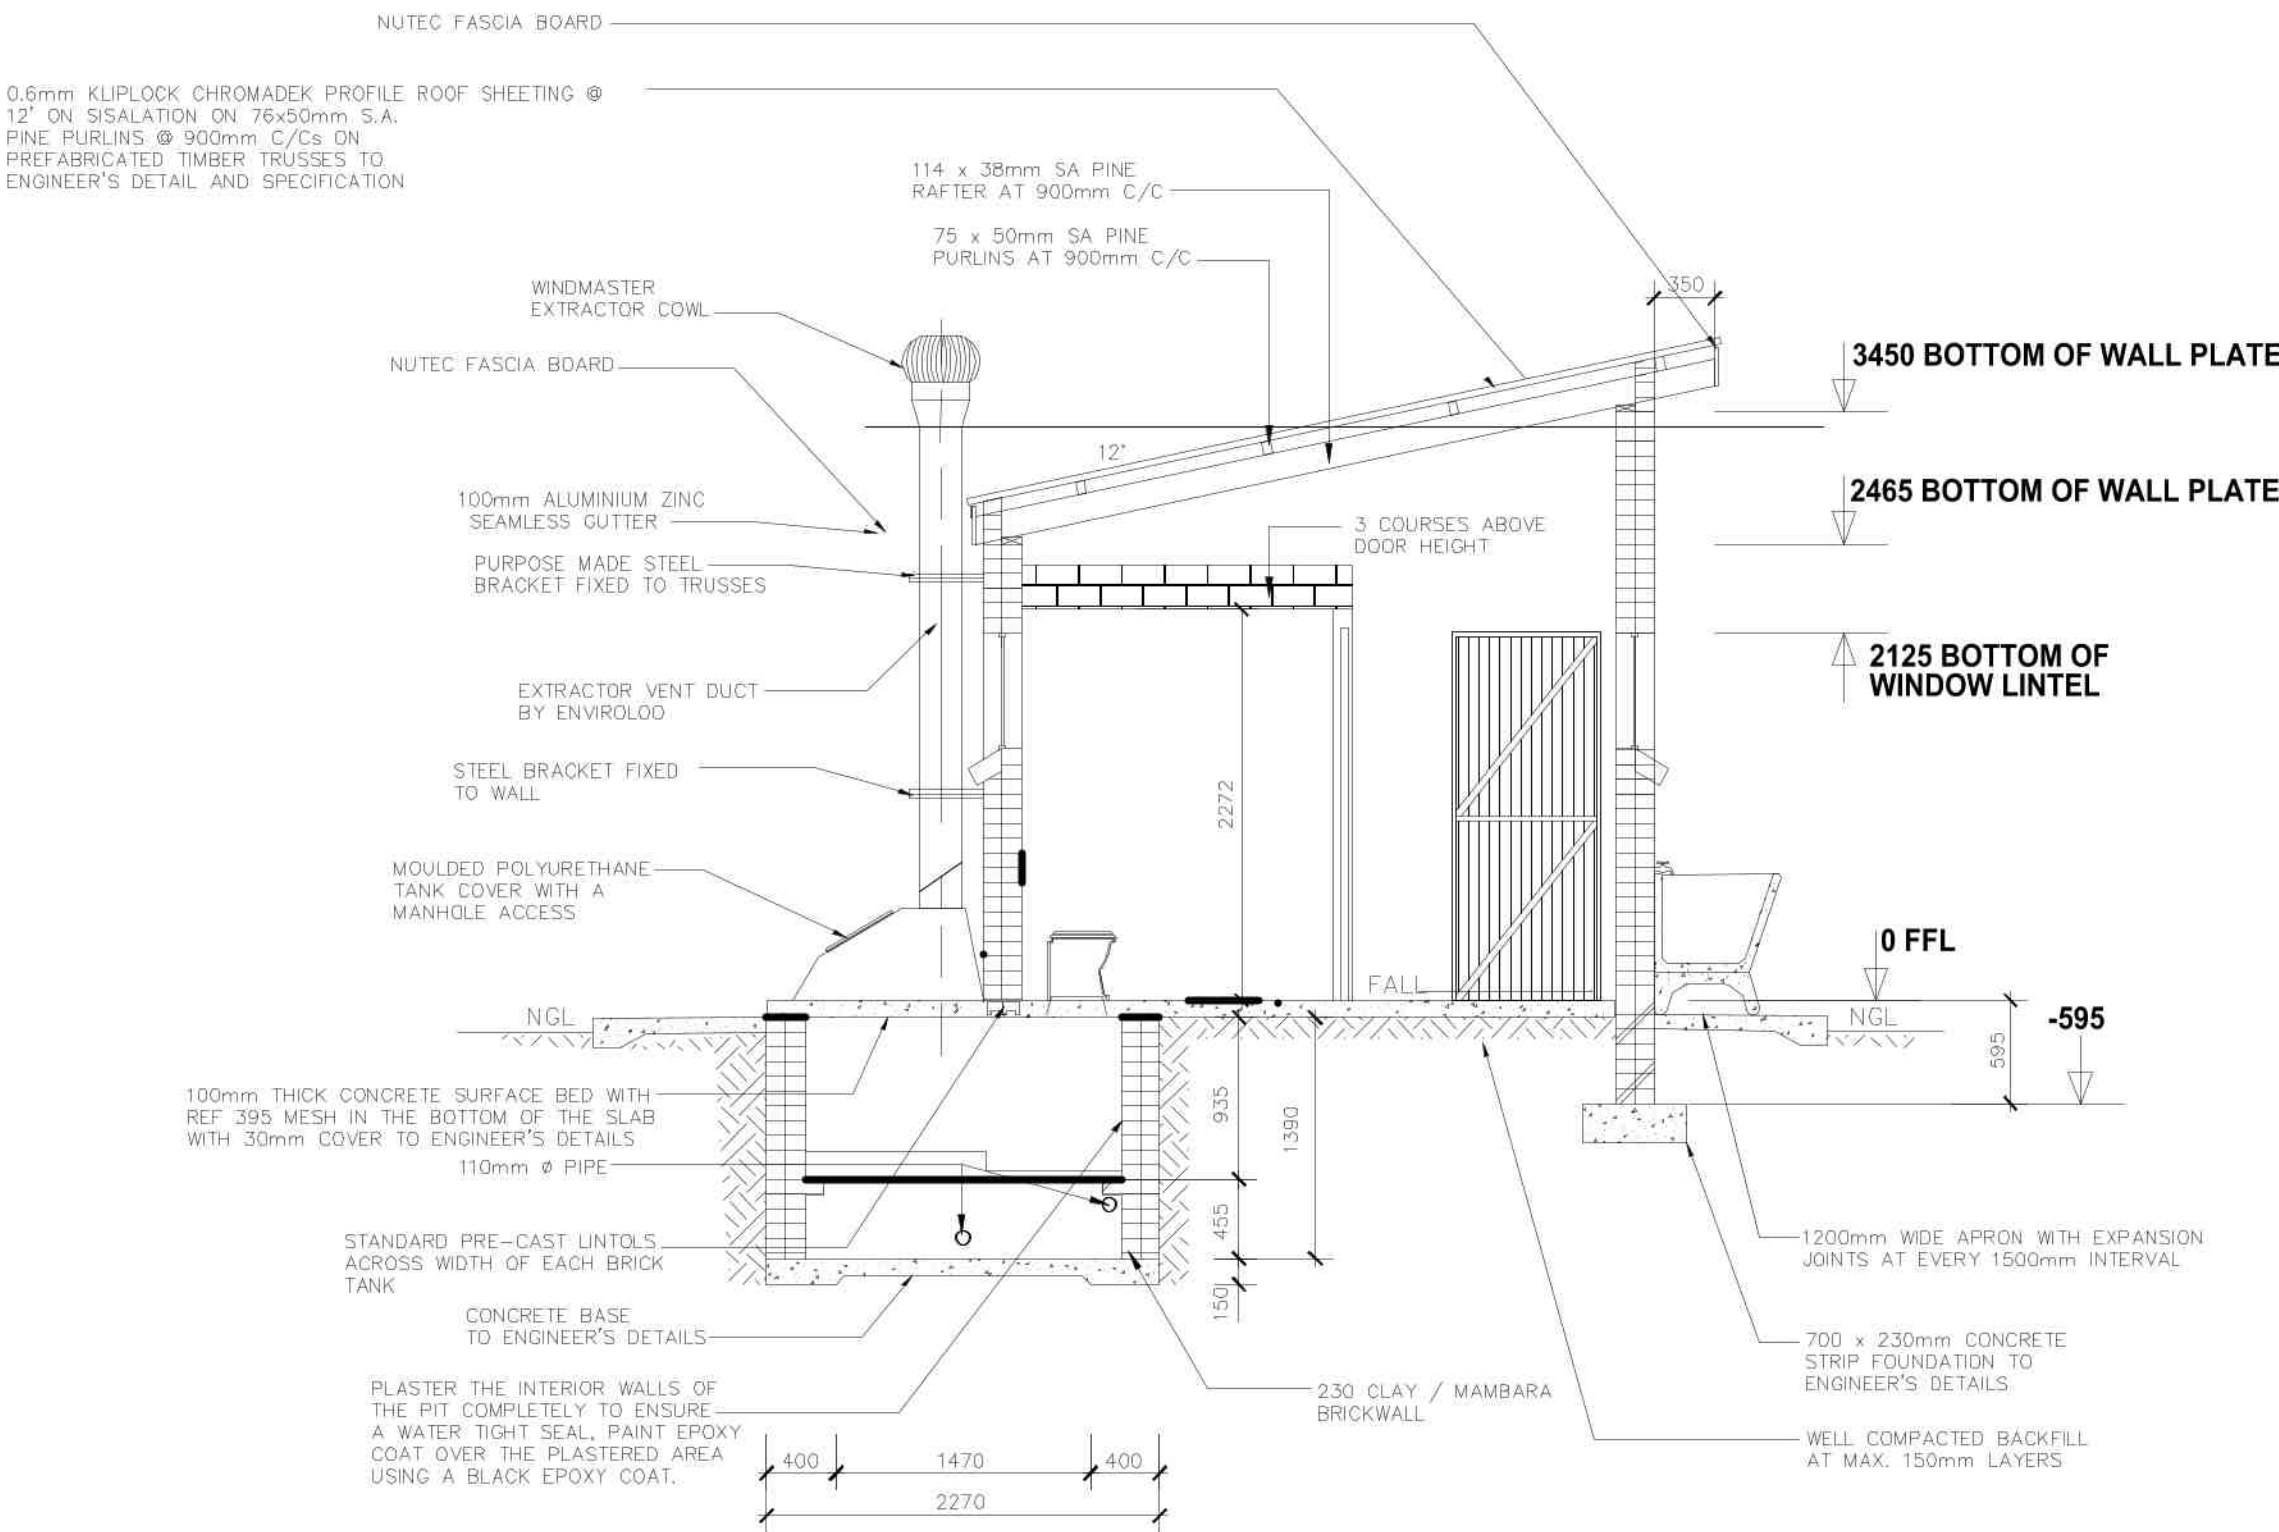 NUTEC FASCIA BOARD
0.6mm KLIPLOCK CHROMADEK PROFILE ROOF SHEETING @
12° ON SISALATION ON 76x50mm S.A.
PINE PURLINS @ 900mm C/Cs ON
PREFABRICATED TIMBER TRUSSES TO
ENGINEER'S DETAIL AND SPECIFICATION
114 x 38mm SA PINE
RAFTER AT 900mm C/C
75 x 50mm SA PINE
PURLINS AT 900mm C/C
WINDMASTER
EXTRACTOR COWL
350
3450 BOTTOM OF WALL PLATE
NUTEC FASCIA BOARD
12°
2465 BOTTOM OF WALL PLATE
100mm ALUMINIUM ZINC
SEAMLESS GUTTER
3 COURSES ABOVE
DOOR HEIGHT
PURPOSE MADE STEEL
BRACKET FIXED TO TRUSSES
2125 BOTTOM OF
WINDOW LINTEL
EXTRACTOR VENT DUCT
BY ENVIROLOO
STEEL BRACKET FIXED
TO WALL
2272
MOULDED POLYURETHANE
TANK COVER WITH A
MANHOLE ACCESS
0 FFL
FALL
NGL
NGL
-595
595
100mm THICK CONCRETE SURFACE BED WITH
REF 395 MESH IN THE BOTTOM OF THE SLAB
WITH 30mm COVER TO ENGINEER'S DETAILS
935
1390
110mm Ø PIPE
455
STANDARD PRE-CAST LINTOLS
ACROSS WIDTH OF EACH BRICK
TANK
1200mm WIDE APRON WITH EXPANSION
JOINTS AT EVERY 1500mm INTERVAL
150
CONCRETE BASE
TO ENGINEER'S DETAILS
700 x 230mm CONCRETE
STRIP FOUNDATION TO
ENGINEER'S DETAILS
PLASTER THE INTERIOR WALLS OF
THE PIT COMPLETELY TO ENSURE
A WATER TIGHT SEAL, PAINT EPOXY
COAT OVER THE PLASTERED AREA
USING A BLACK EPOXY COAT.
230 CLAY / MAMBARA
BRICKWALL
WELL COMPACTED BACKFILL
AT MAX. 150mm LAYERS
400 1470 400
2270